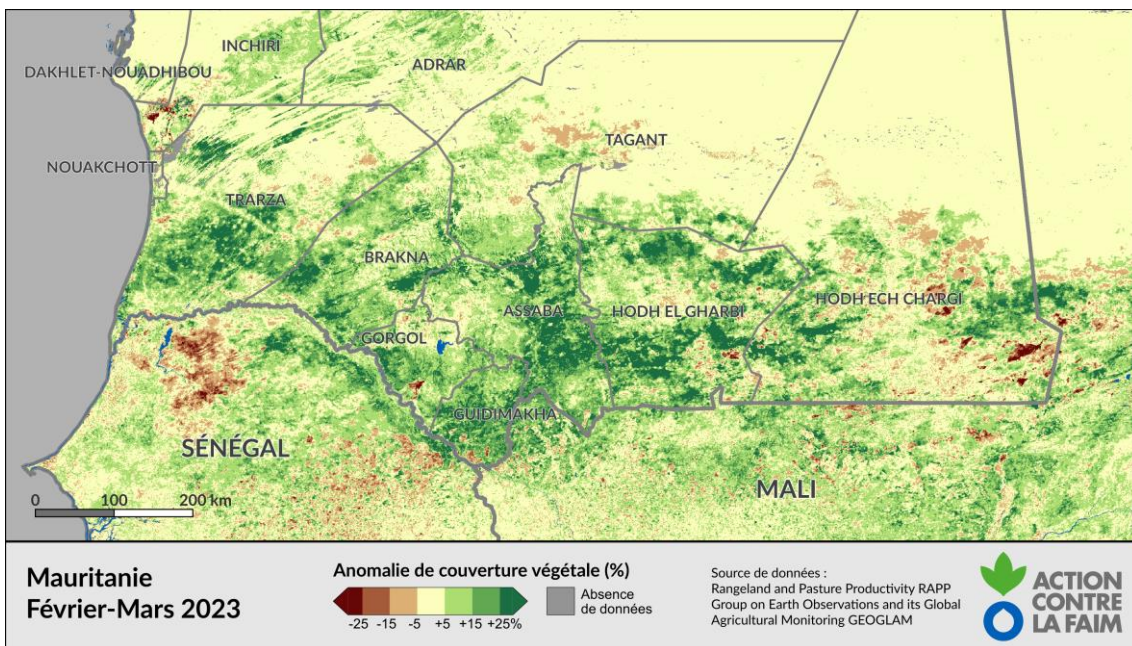 INCHIRI
DAKHLET-NOUADHIBOU
ADRAR
NOUAKCHOTT
TAGANT
TRARZA
BRAKNA
ASSABA
HODH EL GHARBI
HODH ECH CHARGI
GORGOL
GUIDIMAKHA
SÉNÉGAL
MALI
0 100 200 km
Mauritanie
Février-Mars 2023
Anomalie de couverture végétale (%)
-25 -15 -5 +5 +15 +25%
Absence
de données
Source de données :
Rangeland and Pasture Productivity RAPP
Group on Earth Observations and its Global
Agricultural Monitoring GEOGLAM
ACTION
CONTRE
LA FAIM